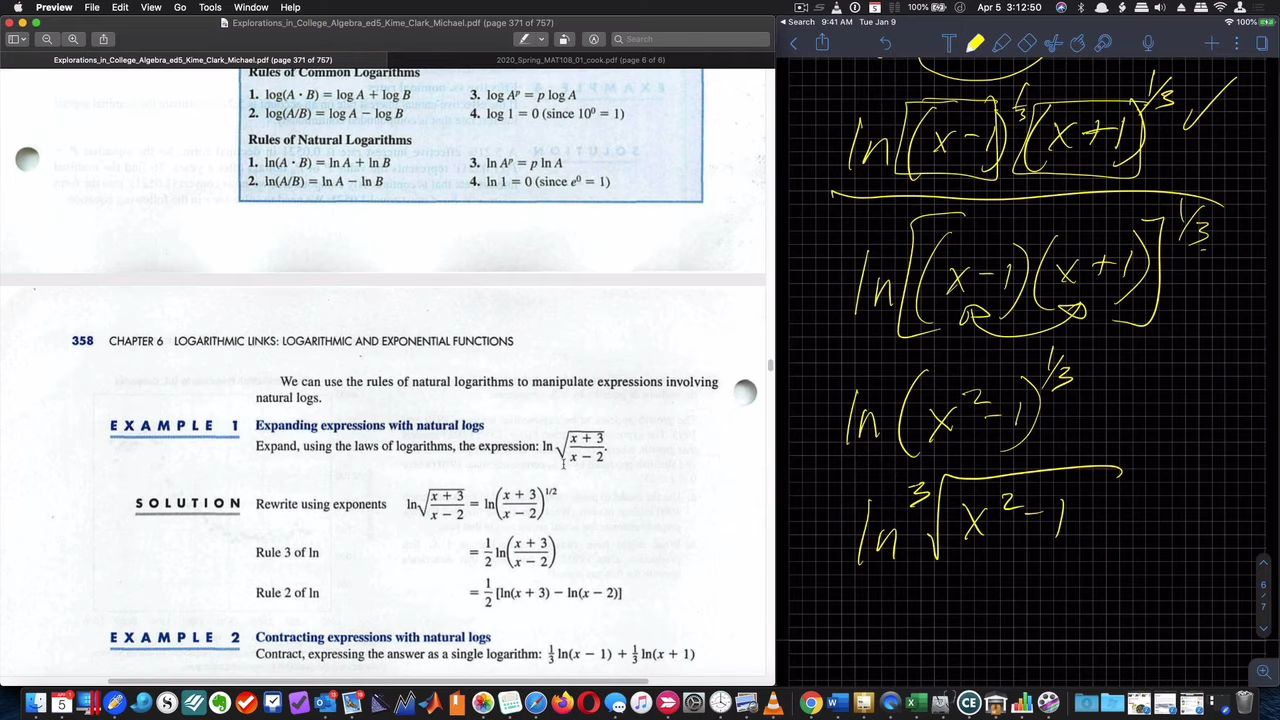 Preview File Edit View Go Tools Window Help
5
100%
Apr 5 3:12:50
Explorations_in_College_Algebra_ed5_Kime_Clark_Michael.pdf (page 371 of 757)
Search
Explorations_in_College_Algebra_ed5_Kime_Clark_Michael.pdf (page 371 of 757)
2020_Spring_MAT108_01_cook.pdf (page 6 of 6)
Rules of Common Logarithms
1. log(A · B) = log A + log B 3. log Aᵖ = p log A
2. log(A/B) = log A − log B 4. log 1 = 0 (since 10⁰ = 1)
Rules of Natural Logarithms
1. ln(A · B) = ln A + ln B 3. ln Aᵖ = p ln A
2. ln(A/B) = ln A − ln B 4. ln 1 = 0 (since e⁰ = 1)
358 CHAPTER 6 LOGARITHMIC LINKS: LOGARITHMIC AND EXPONENTIAL FUNCTIONS
We can use the rules of natural logarithms to manipulate expressions involving
natural logs.
EXAMPLE 1 Expanding expressions with natural logs
Expand, using the laws of logarithms, the expression: ln √((x + 3)/(x − 2)).
SOLUTION Rewrite using exponents ln√((x + 3)/(x − 2)) = ln((x + 3)/(x − 2))^1/2
Rule 3 of ln = 1/2 ln((x + 3)/(x − 2))
Rule 2 of ln = 1/2 [ln(x + 3) − ln(x − 2)]
EXAMPLE 2 Contracting expressions with natural logs
Contract, expressing the answer as a single logarithm: 1/3 ln(x − 1) + 1/3 ln(x + 1)
Search 9:41 AM Tue Jan 9
100%
ln (x − 1)^1/3 (x + 1)^1/3 ✓
ln [(x − 1)(x + 1)]^1/3
ln (x² − 1)^1/3
ln ³√(x² − 1)
6
/
7